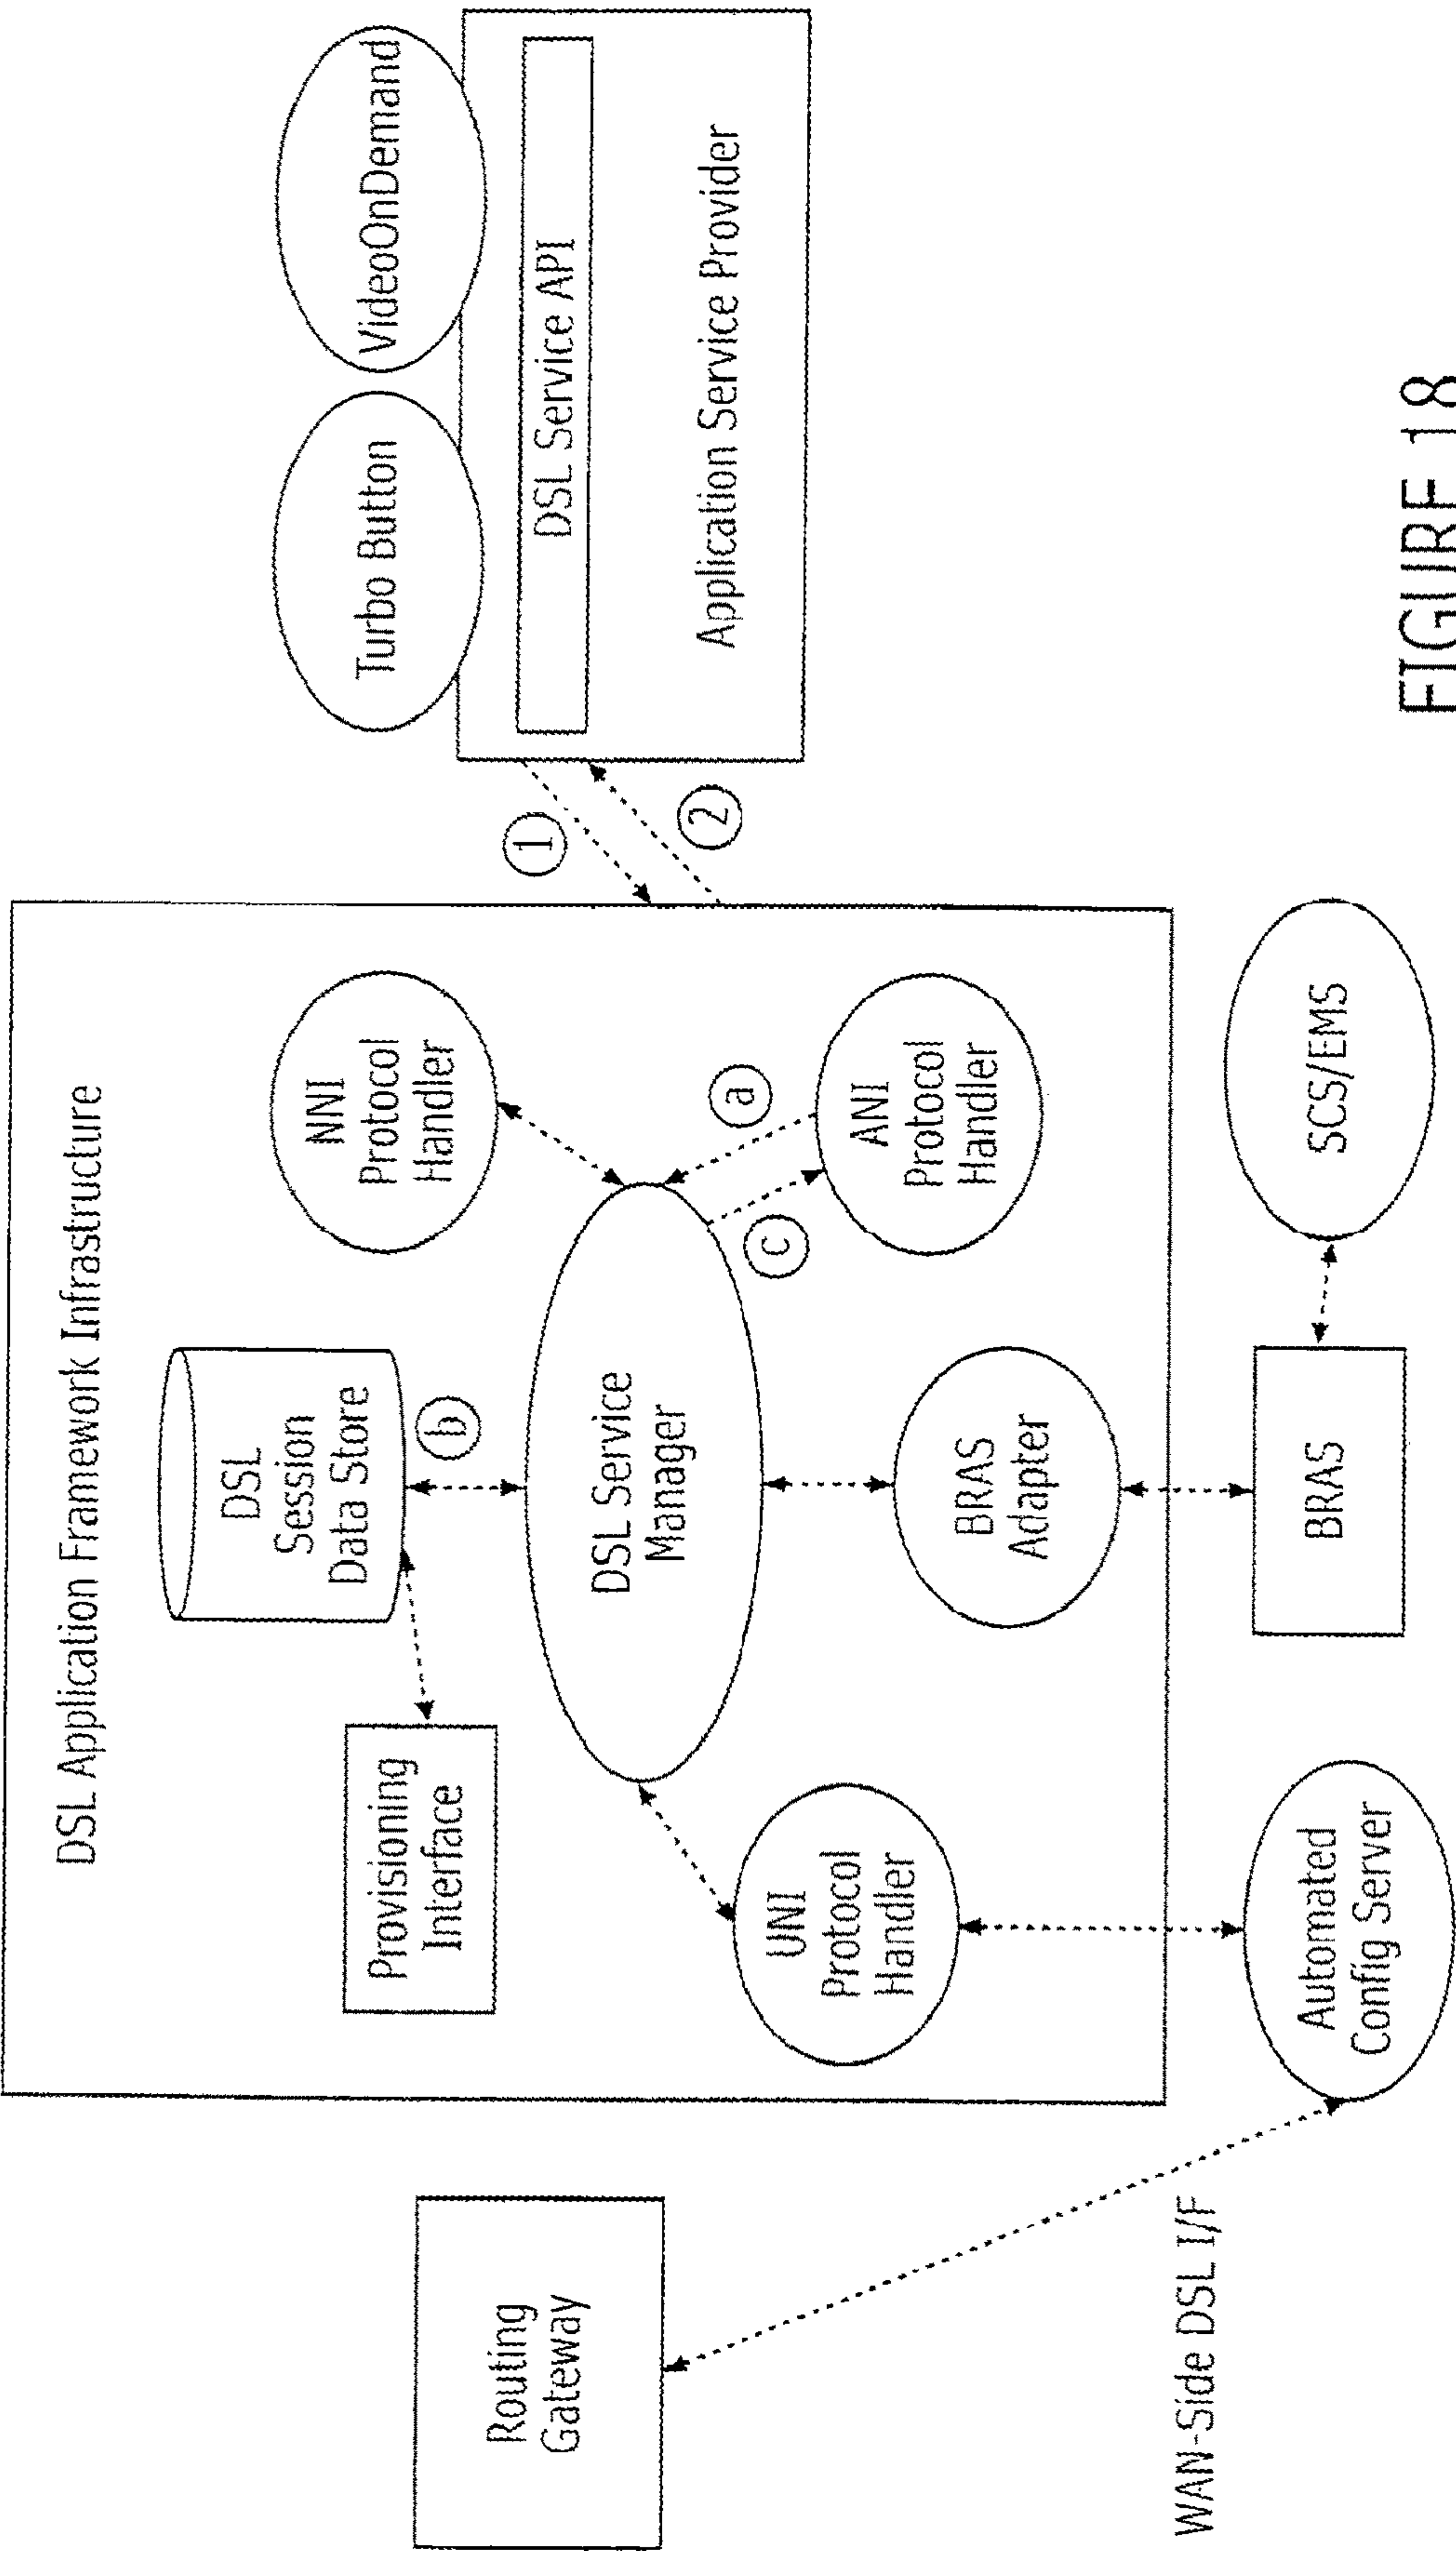 DSL Application Framework Infrastructure
Routing
Gateway
Provisioning
Interface
DSL
Session
Data Store
b
NNI
Protocol
Handler
Turbo Button
VideoOnDemand
DSL Service
Manager
1
DSL Service API
2
a
c
UNI
Protocol
Handler
BRAS
Adapter
ANI
Protocol
Handler
Application Service Provider
WAN-Side DSL I/F
Automated
Config Server
BRAS
SCS/EMS
FIGURE 18